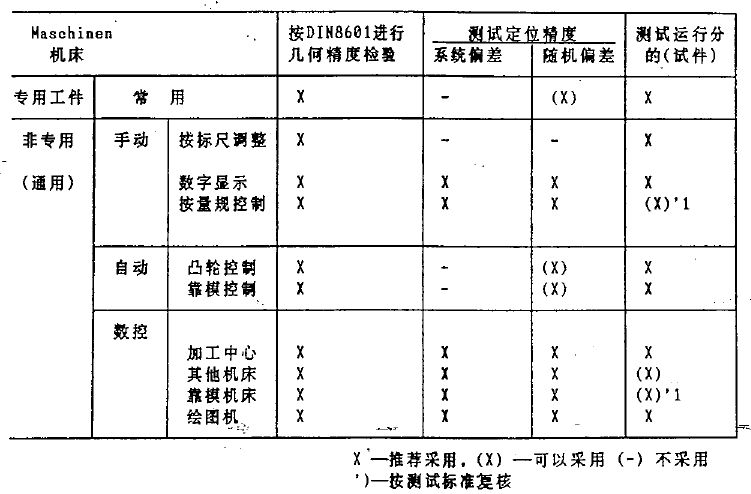 Maschinen 按DIN8601进行 测试定位精度 测试运行分
机床 几何精度检验 系统偏差 随机偏差 的(试件)
专用工件 常 用 X - (X) X
非专用 手动 按标尺调整 X - - X
(通用) 数字显示 X X X X
按量规控制 X X X (X)'1
自动 凸轮控制 X - (X) X
靠模控制 X - (X) X
数控
加工中心 X X X X
其他机床 X X X (X)
靠模机床 X X X (X)'1
绘图机 X X X X
X—推荐采用, (X) —可以采用 (-) 不采用
')—按测试标准复核